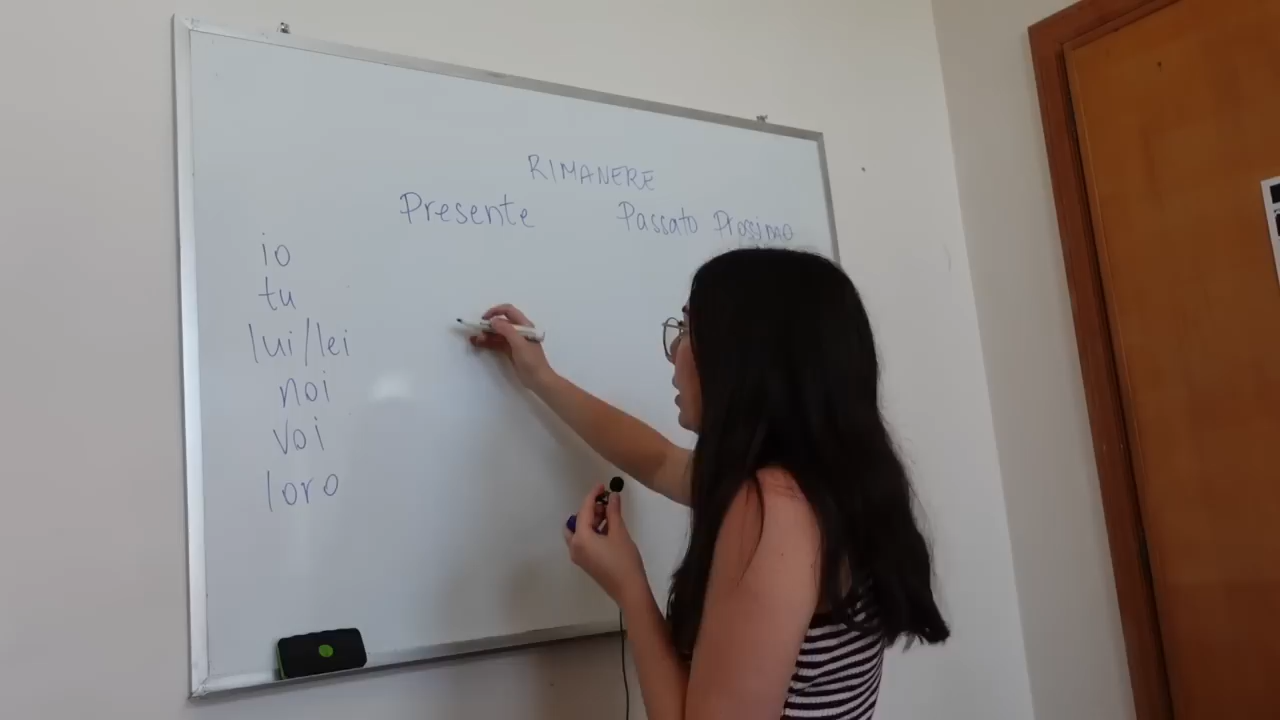 RIMANERE
Presente Passato Prossimo
io
tu
lui/lei
noi
voi
loro